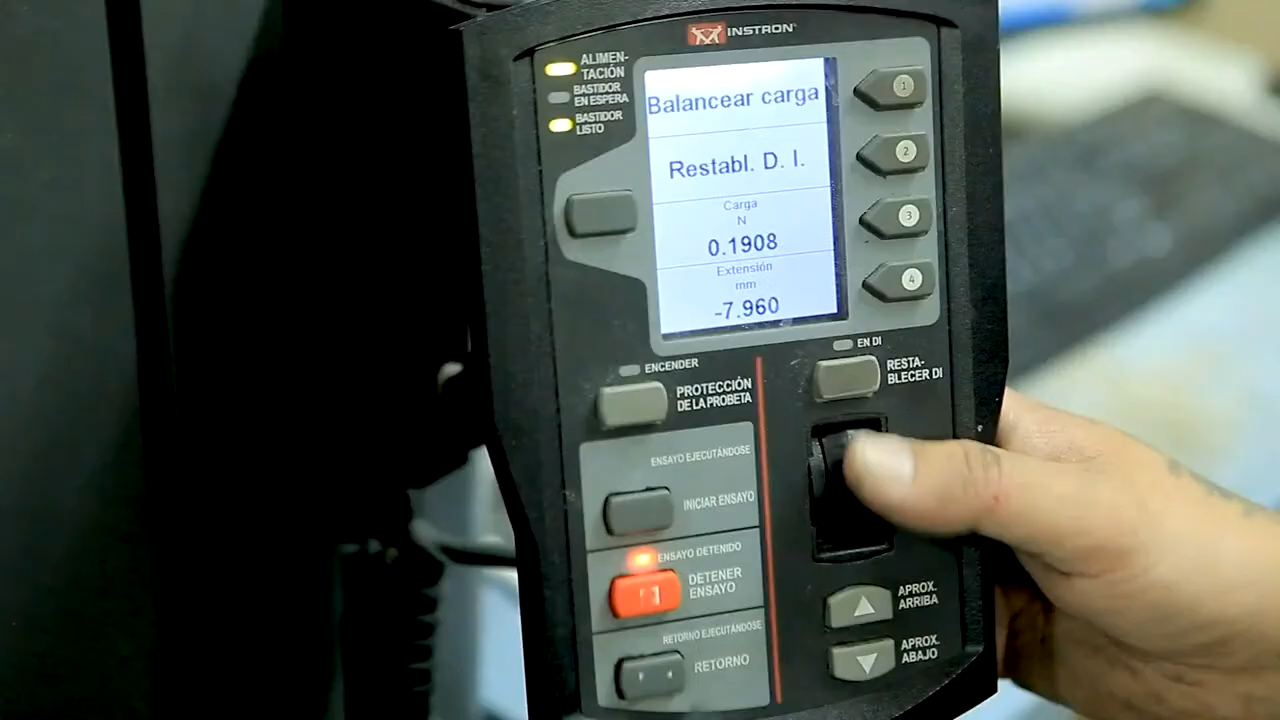 INSTRON
ALIMEN-
TACIÓN
BASTIDOR
EN ESPERA
BASTIDOR
LISTO
Balancear carga
Restabl. D. I.
Carga
N
0.1908
Extensión
mm
-7.960
1
2
3
4
ENCENDER
PROTECCIÓN
DE LA PROBETA
EN DI
RESTA-
BLECER DI
ENSAYO EJECUTÁNDOSE
INICIAR ENSAYO
ENSAYO DETENIDO
DETENER
ENSAYO
RETORNO EJECUTÁNDOSE
RETORNO
APROX.
ARRIBA
APROX.
ABAJO